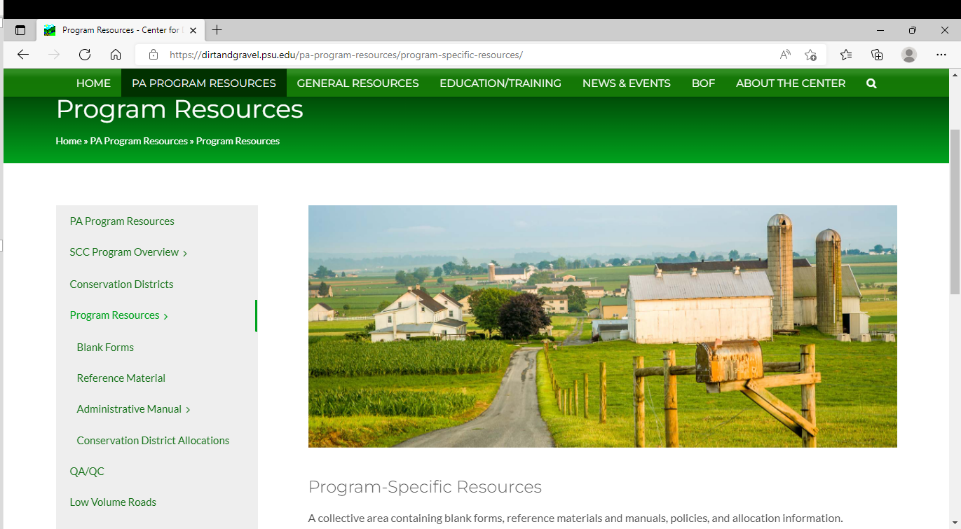 Program Resources - Center for
https://dirtandgravel.psu.edu/pa-program-resources/program-specific-resources/
HOME PA PROGRAM RESOURCES GENERAL RESOURCES EDUCATION/TRAINING NEWS & EVENTS BOF ABOUT THE CENTER
Program Resources
Home » PA Program Resources » Program Resources
PA Program Resources
SCC Program Overview ›
Conservation Districts
Program Resources ›
Blank Forms
Reference Material
Administrative Manual ›
Conservation District Allocations
QA/QC
Low Volume Roads
Program-Specific Resources
A collective area containing blank forms, reference materials and manuals, policies, and allocation information.